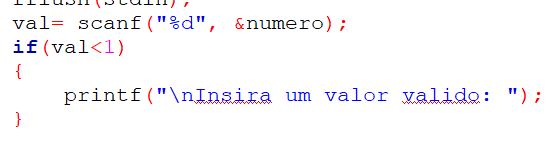 fflush(stdin);
val= scanf("%d", &numero);
if(val<1)
{
    printf("\nInsira um valor valido: ");
}